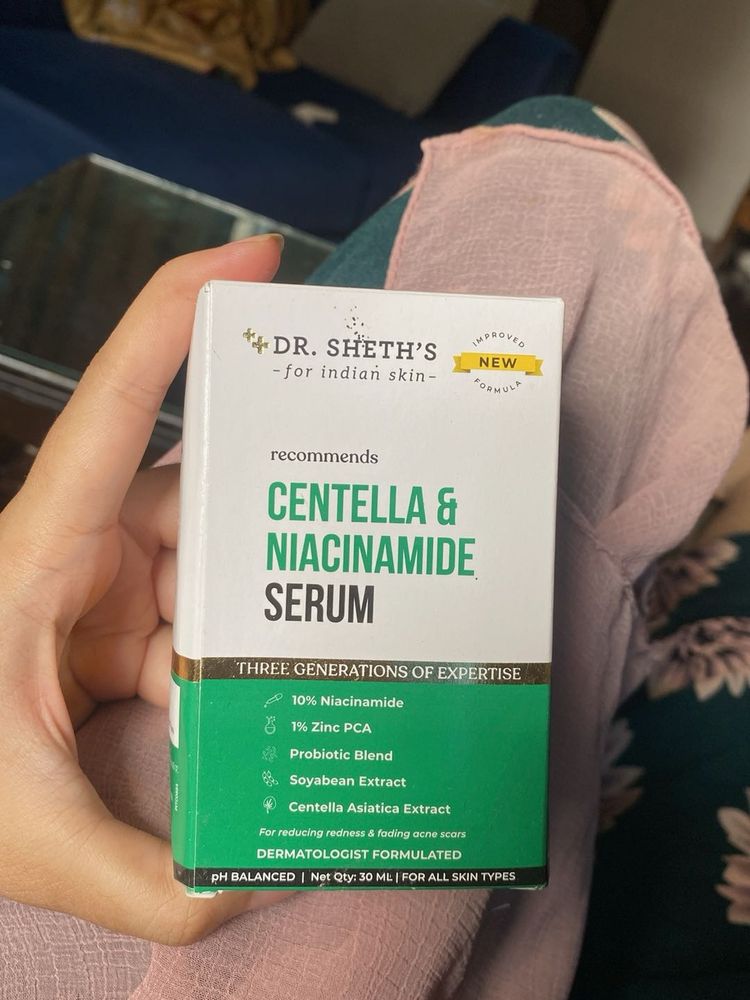 DR. SHETH'S
-for indian skin-
IMPROVED
NEW
FORMULA
recommends
CENTELLA &
NIACINAMIDE
SERUM
THREE GENERATIONS OF EXPERTISE
10% Niacinamide
1% Zinc PCA
Probiotic Blend
Soyabean Extract
Centella Asiatica Extract
For reducing redness & fading acne scars
DERMATOLOGIST FORMULATED
pH BALANCED | Net Qty: 30 ML | FOR ALL SKIN TYPES